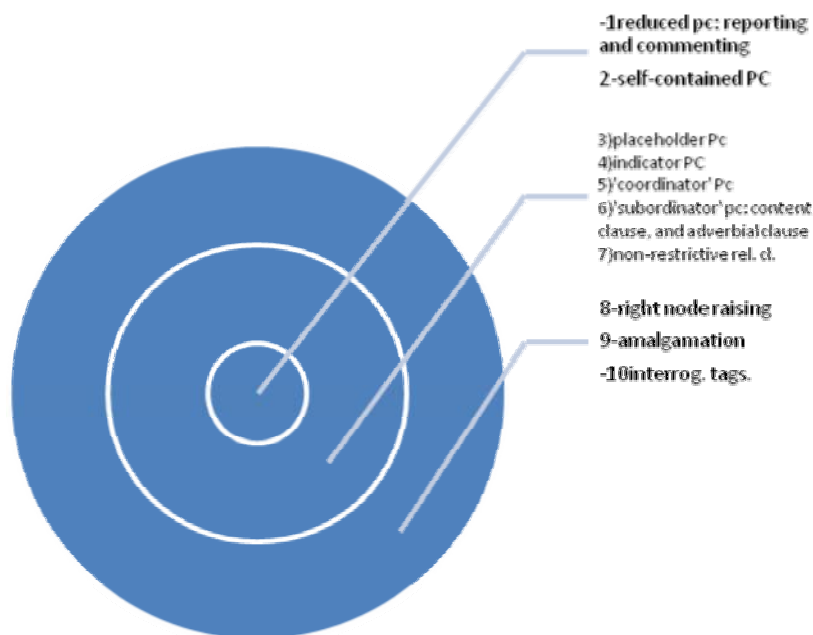 -1reduced pc: reporting
and commenting
2-self-contained PC
3)placeholder Pc
4)indicator PC
5)'coordinator' Pc
6)'subordinator' pc: content
clause, and adverbial clause
7)non-restrictive rel. cl.
8-right node raising
9-amalgamation
-10interrog. tags.